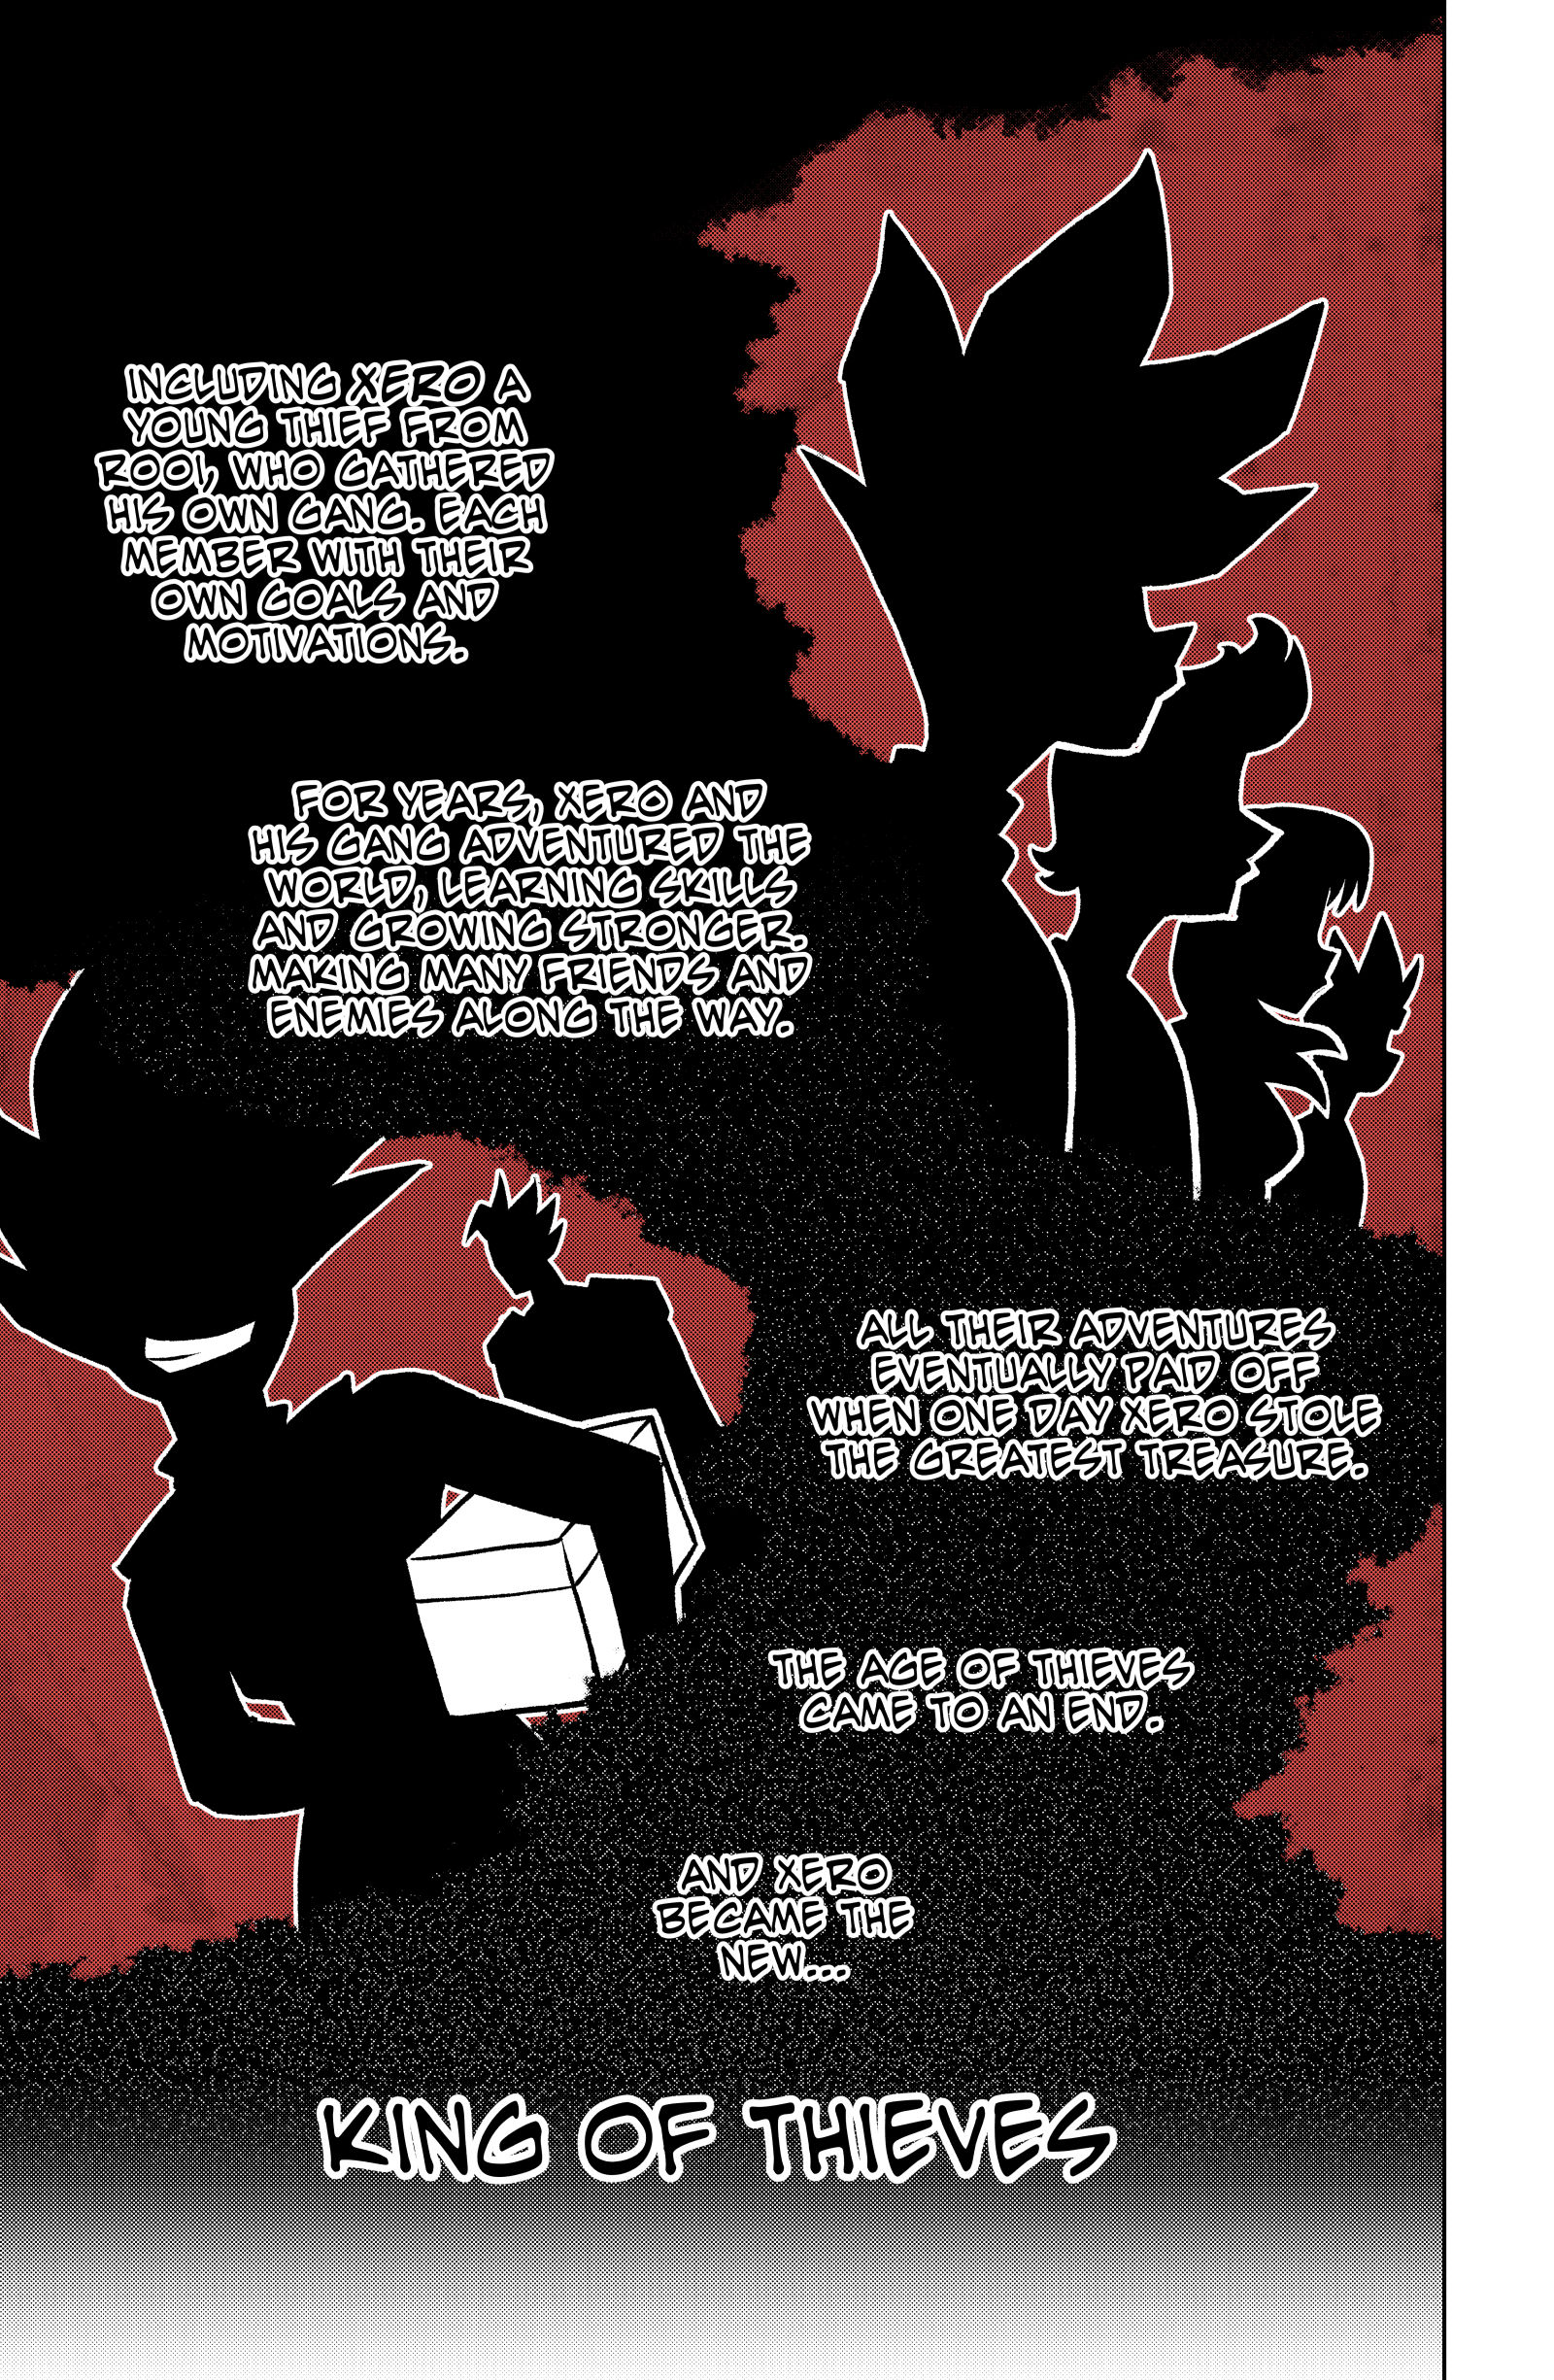 INCLUDING XERO A
YOUNG THIEF FROM
ROOI, WHO GATHERED
HIS OWN GANG. EACH
MEMBER WITH THEIR
OWN GOALS AND
MOTIVATIONS.
FOR YEARS, XERO AND
HIS GANG ADVENTURED THE
WORLD, LEARNING SKILLS
AND GROWING STRONGER.
MAKING MANY FRIENDS AND
ENEMIES ALONG THE WAY.
ALL THEIR ADVENTURES
EVENTUALLY PAID OFF
WHEN ONE DAY XERO STOLE
THE GREATEST TREASURE.
THE AGE OF THIEVES
CAME TO AN END.
AND XERO
BECAME THE
NEW...
KING OF THIEVES